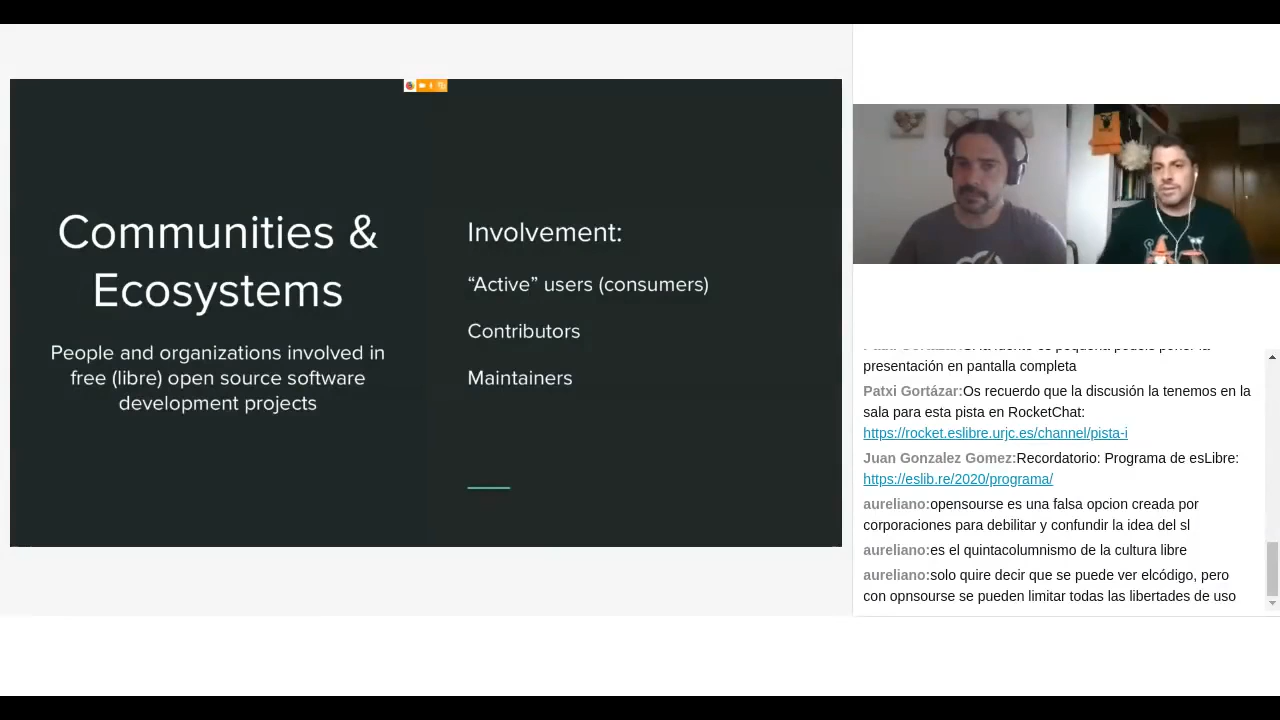 Communities &
Ecosystems
People and organizations involved in
free (libre) open source software
development projects
Involvement:
“Active” users (consumers)
Contributors
Maintainers
presentación en pantalla completa
Patxi Gortázar:Os recuerdo que la discusión la tenemos en la
sala para esta pista en RocketChat:
https://rocket.eslibre.urjc.es/channel/pista-i
Juan Gonzalez Gomez:Recordatorio: Programa de esLibre:
https://eslib.re/2020/programa/
aureliano:opensourse es una falsa opcion creada por
corporaciones para debilitar y confundir la idea del sl
aureliano:es el quintacolumnismo de la cultura libre
aureliano:solo quire decir que se puede ver elcódigo, pero
con opnsourse se pueden limitar todas las libertades de uso